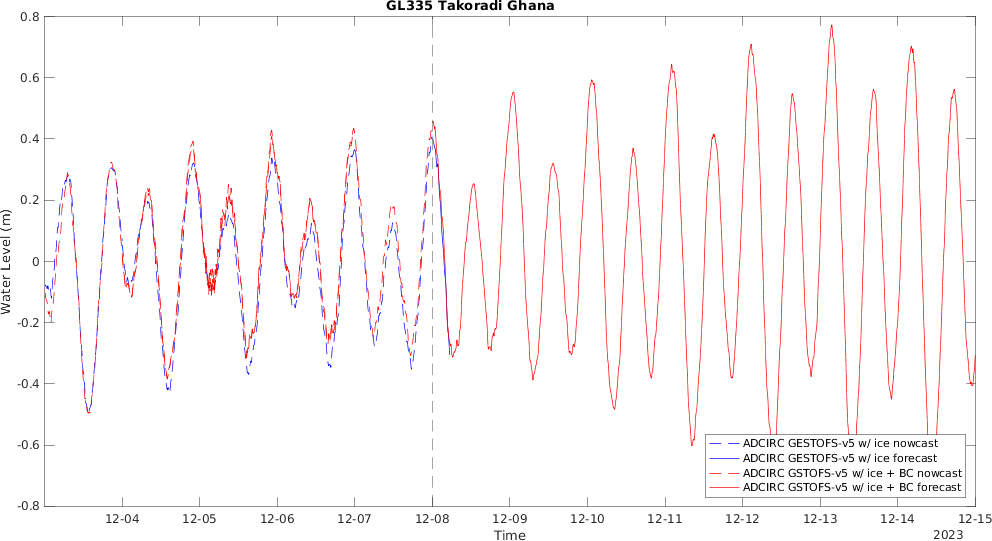 GL335 Takoradi Ghana
0.8
0.6
0.4
0.2
0
-0.2
-0.4
-0.6
-0.8
Water Level (m)
ADCIRC GESTOFS-v5 w/ ice nowcast
ADCIRC GESTOFS-v5 w/ ice forecast
ADCIRC GSTOFS-v5 w/ ice + BC nowcast
ADCIRC GSTOFS-v5 w/ ice + BC forecast
12-04 12-05 12-06 12-07 12-08 12-09 12-10 12-11 12-12 12-13 12-14 12-15
Time
2023